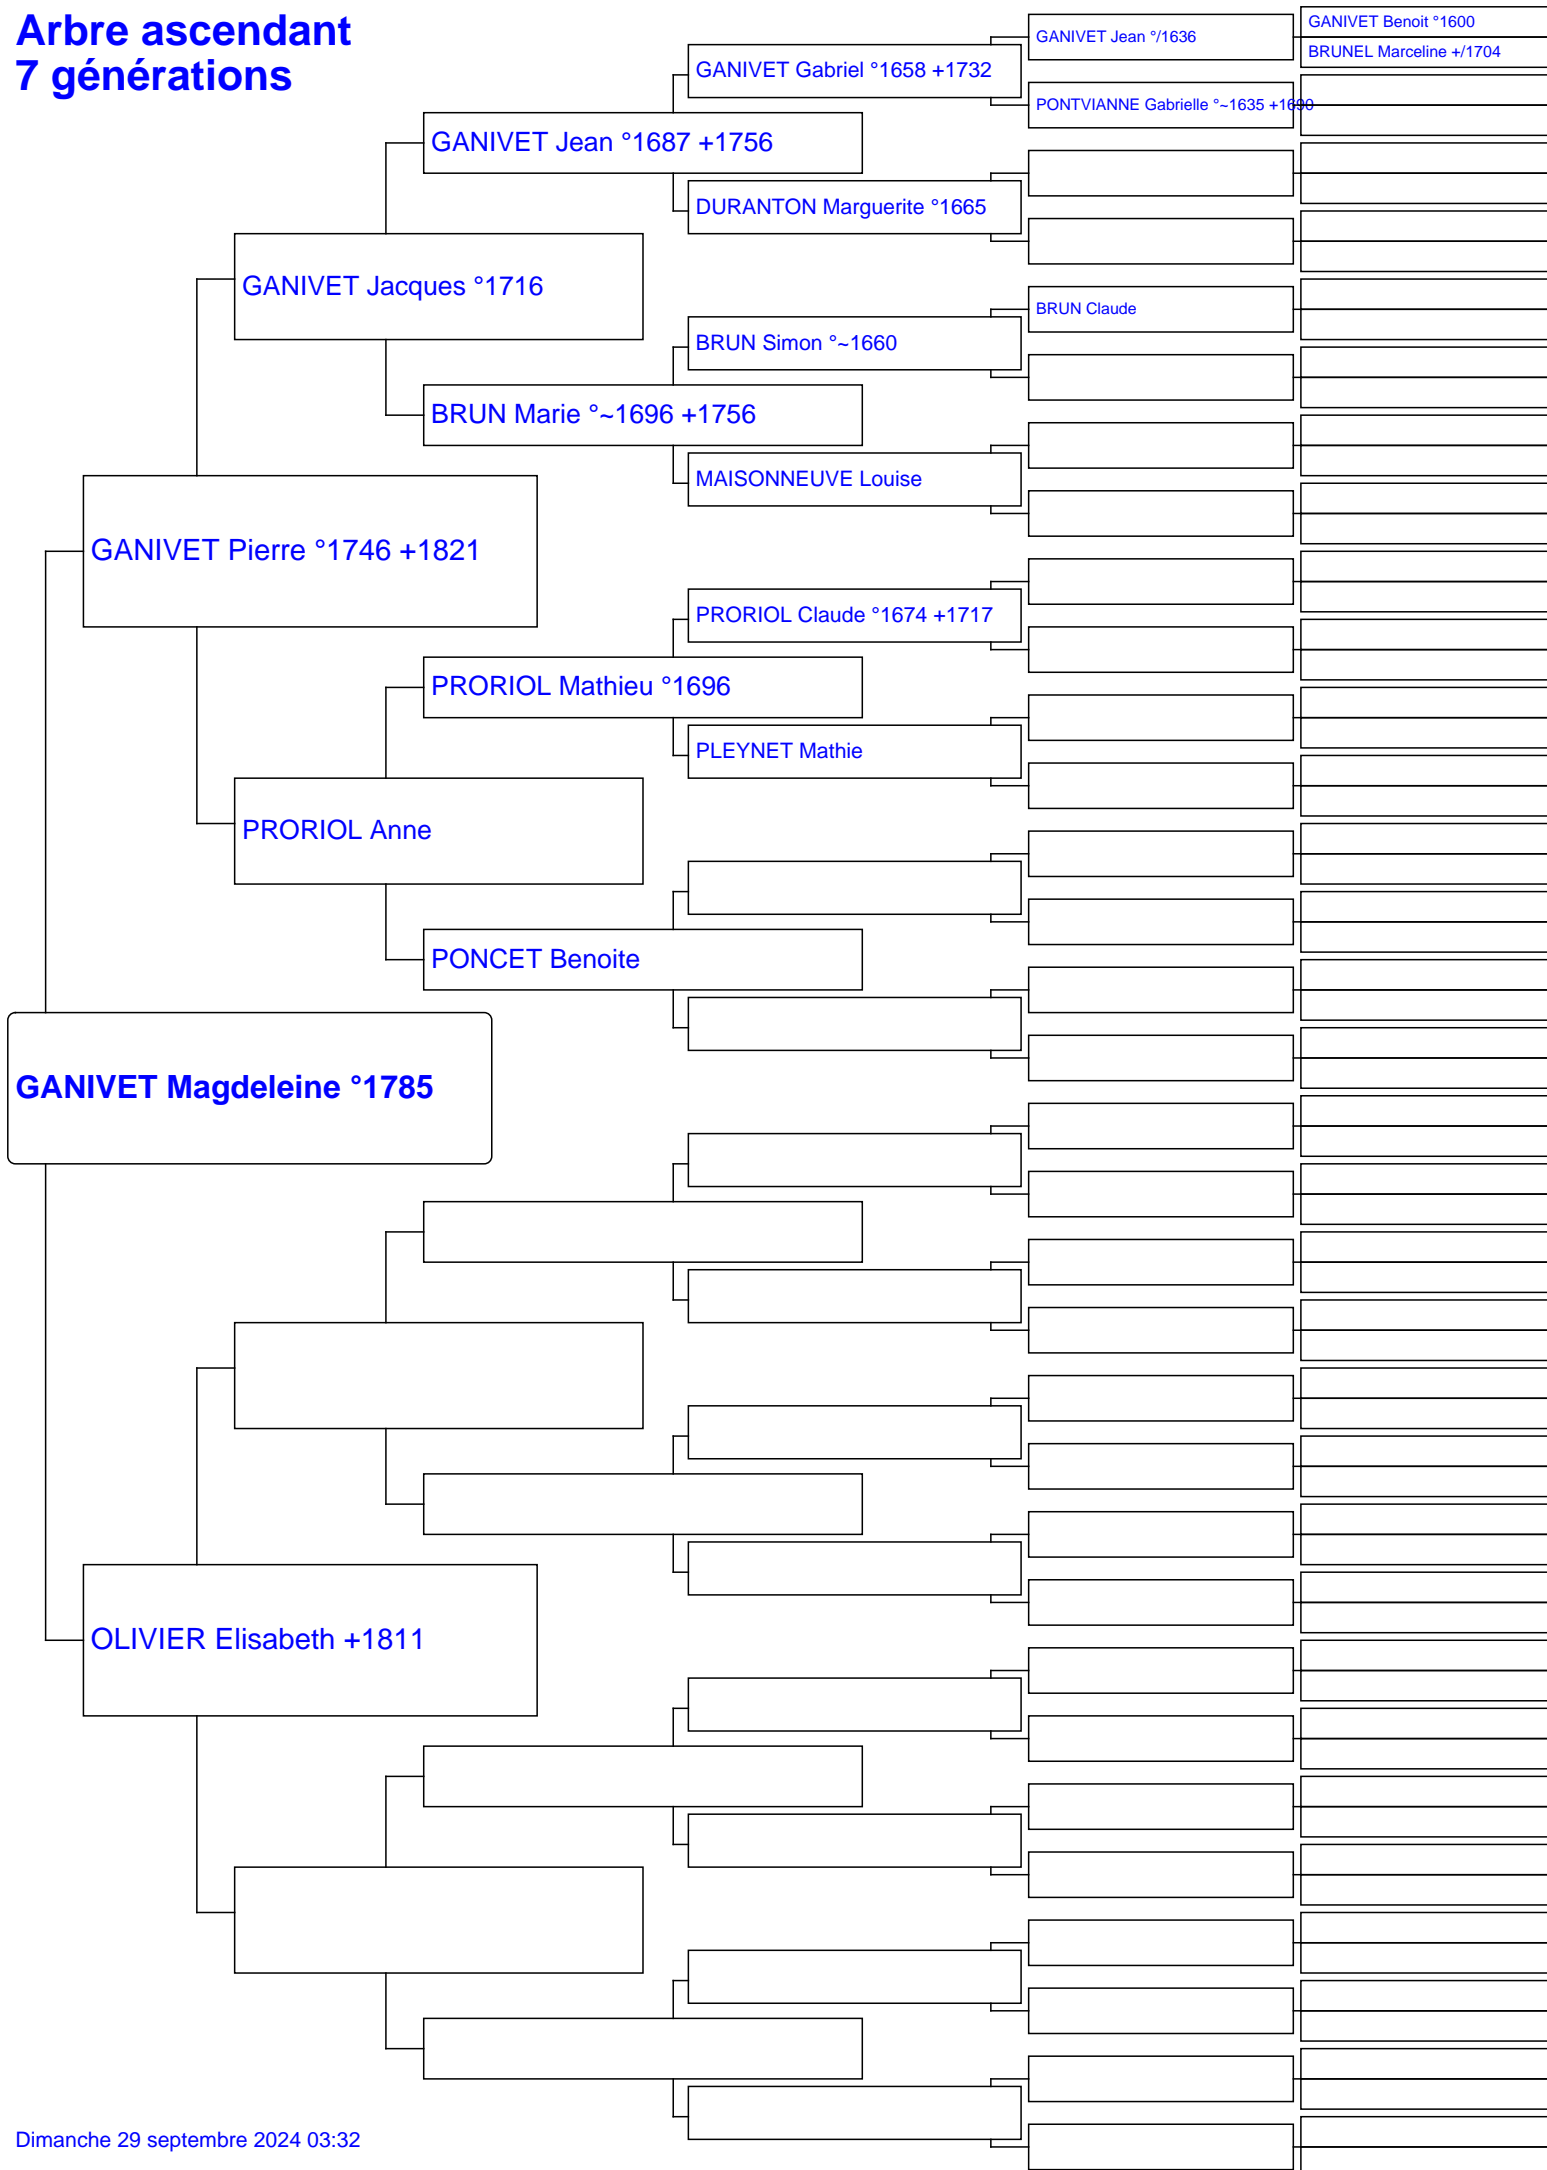 Arbre ascendant
7 générations
GANIVET Benoit °1600
GANIVET Jean °/1636
BRUNEL Marceline +/1704
GANIVET Gabriel °1658 +1732
PONTVIANNE Gabrielle °~1635 +1690
GANIVET Jean °1687 +1756
DURANTON Marguerite °1665
GANIVET Jacques °1716
BRUN Claude
BRUN Simon °~1660
BRUN Marie °~1696 +1756
MAISONNEUVE Louise
GANIVET Pierre °1746 +1821
PRORIOL Claude °1674 +1717
PRORIOL Mathieu °1696
PLEYNET Mathie
PRORIOL Anne
PONCET Benoite
GANIVET Magdeleine °1785
OLIVIER Elisabeth +1811
Dimanche 29 septembre 2024 03:32